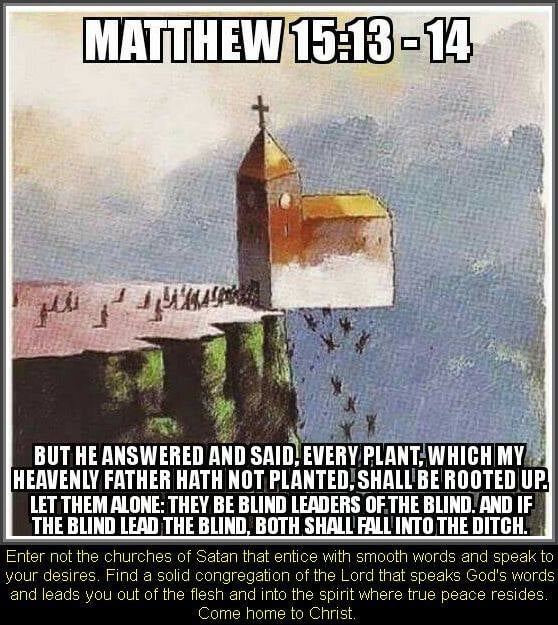 MATTHEW 15:13 - 14
BUT HE ANSWERED AND SAID, EVERY PLANT, WHICH MY
HEAVENLY FATHER HATH NOT PLANTED, SHALL BE ROOTED UP.
LET THEM ALONE: THEY BE BLIND LEADERS OF THE BLIND. AND IF
THE BLIND LEAD THE BLIND, BOTH SHALL FALL INTO THE DITCH.
Enter not the churches of Satan that entice with smooth words and speak to
your desires. Find a solid congregation of the Lord that speaks God's words
and leads you out of the flesh and into the spirit where true peace resides.
Come home to Christ.